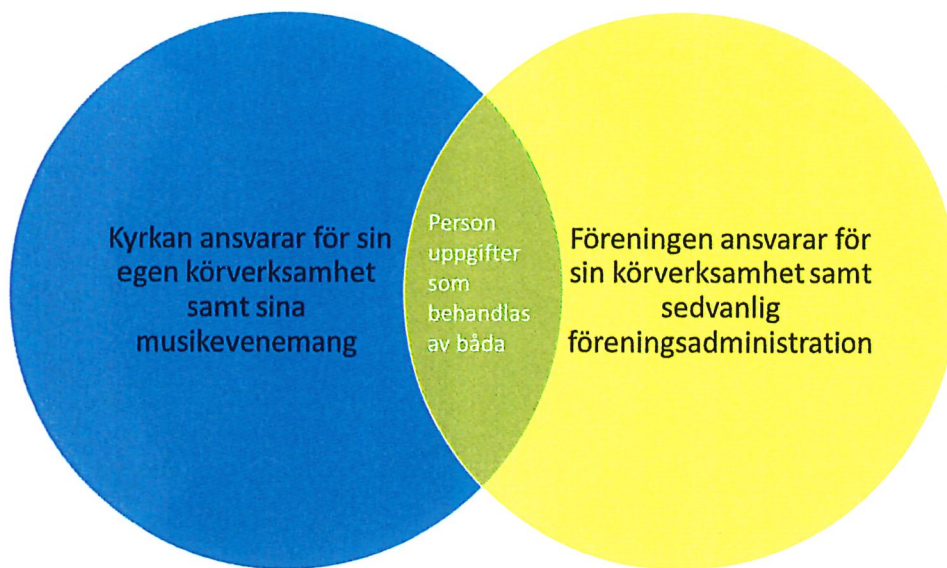 Kyrkan ansvarar för sin
egen körverksamhet
samt sina
musikevenemang
Person
uppgifter
som
behandlas
av båda
Föreningen ansvarar för
sin körverksamhet samt
sedvanlig
föreningsadministration